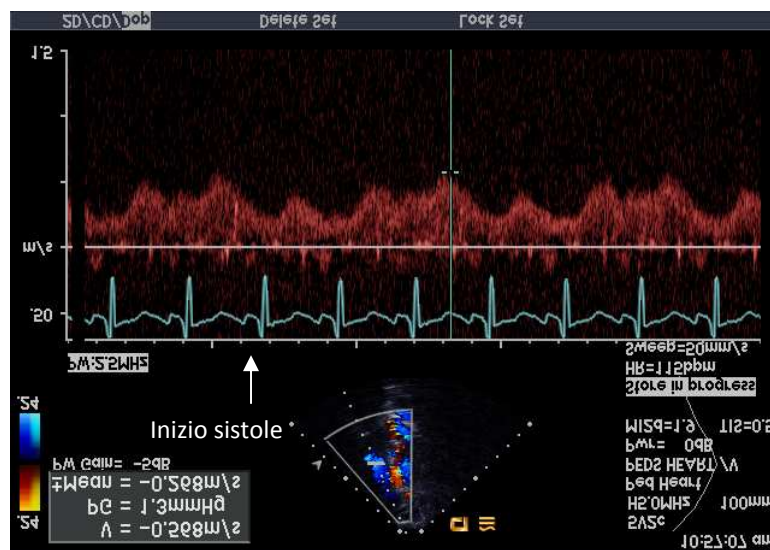 2D/CD/Dop Delete Set Lock Set
1.5
m/s
.50
PW:2.5MHz
Sweep=50mm/s
HR=115bpm
Store in progress
.24
Inizio sistole
MI2d=1.9 TIS=0.5
Pwr= 0dB
PW Gain= -5dB
PEDS HEART /V
±Mean = -0.268m/s
Ped Heart
PG = 1.3mmHg
H5.0MHz 100mm
.24
V = -0.568m/s
5V2c
10:57:07 am